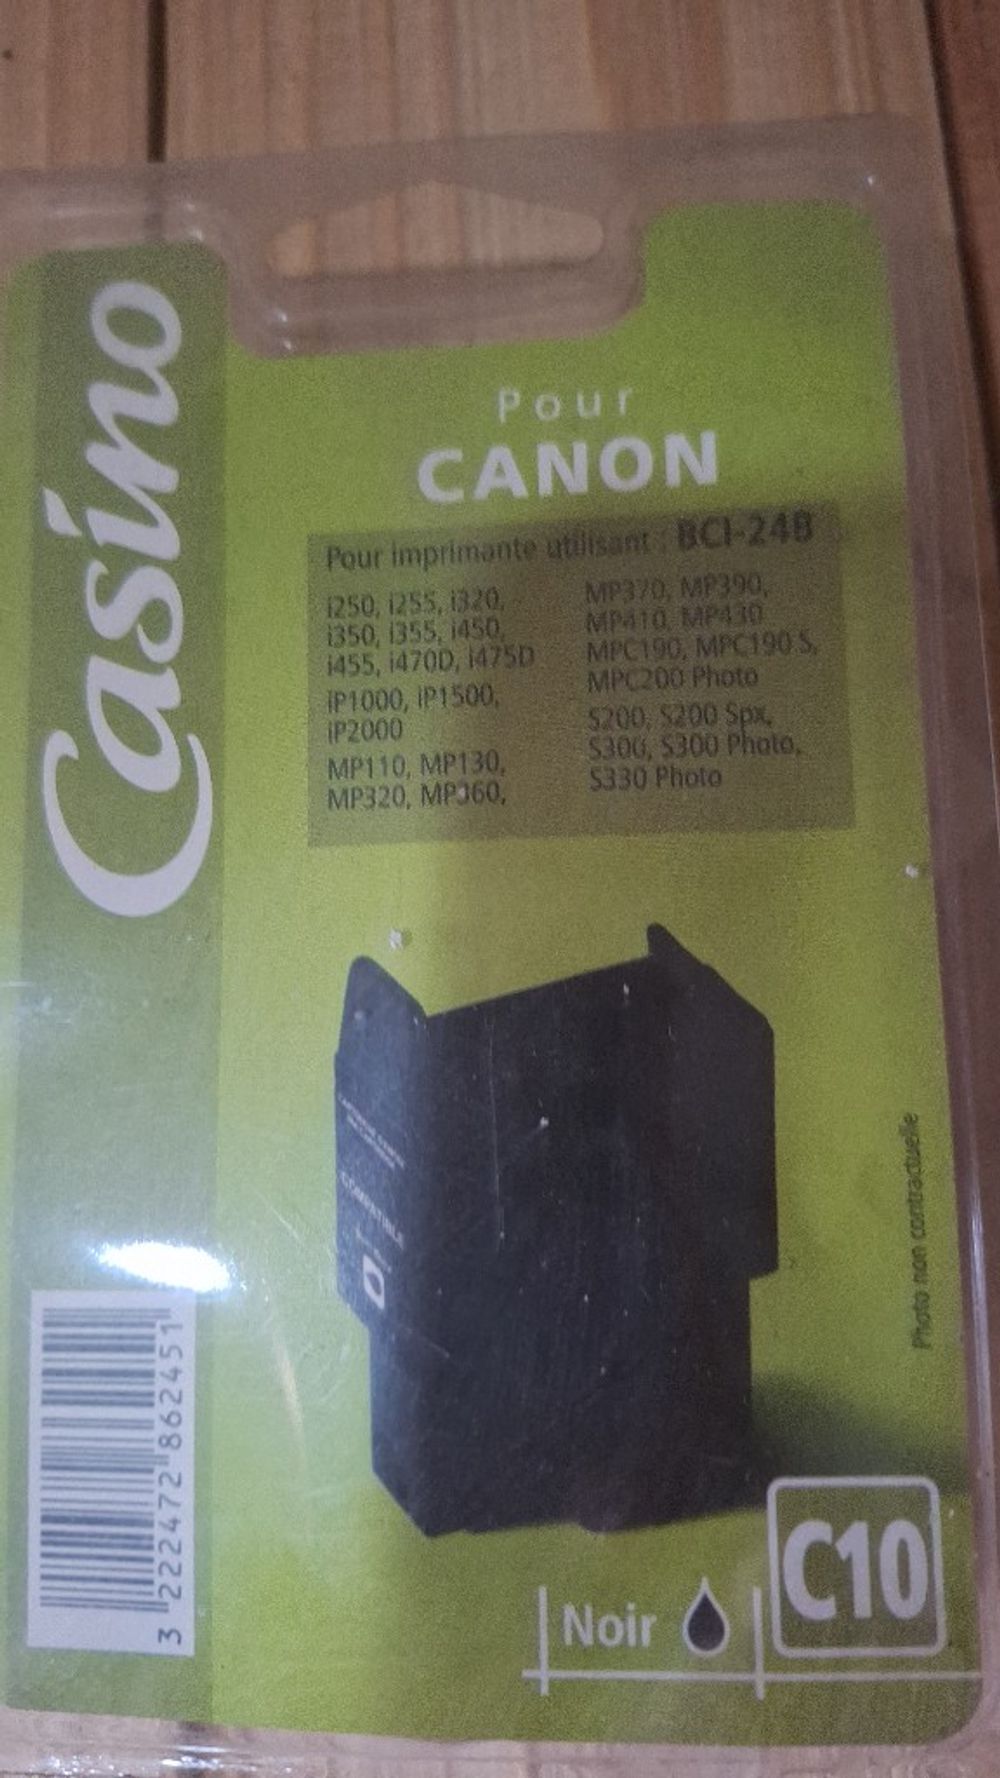 Casino
Pour
CANON
Pour imprimante utilisant : BCI-24B
i250, i255, i320,
i350, i355, i450,
i455, i470D, i475D
iP1000, iP1500,
iP2000
MP110, MP130,
MP320, MP360,
MP370, MP390,
MP410, MP430
MPC190, MPC190 S,
MPC200 Photo
S200, S200 Spx,
S300, S300 Photo,
S330 Photo
COMPATIBLE
Photo non contractuelle
3 222472 862451
Noir
C10